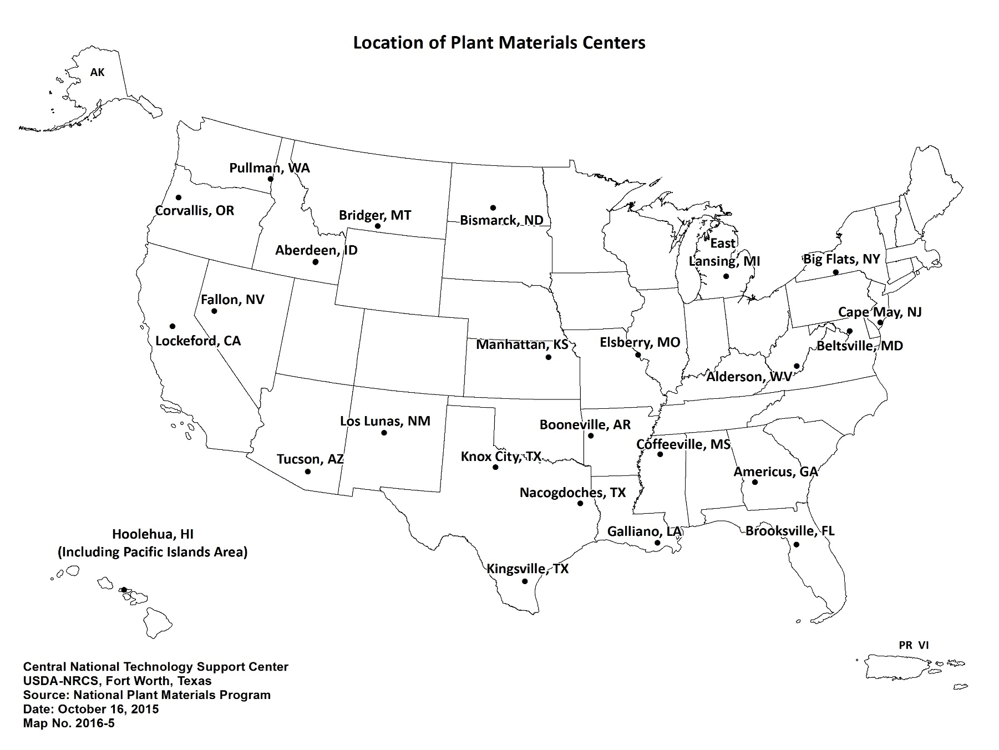 Location of Plant Materials Centers
AK
Pullman, WA
Corvallis, OR
Bridger, MT
Bismarck, ND
Aberdeen, ID
East
Lansing, MI
Big Flats, NY
Fallon, NV
Cape May, NJ
Lockeford, CA
Manhattan, KS
Elsberry, MO
Beltsville, MD
Alderson, WV
Los Lunas, NM
Booneville, AR
Coffeeville, MS
Tucson, AZ
Knox City, TX
Americus, GA
Nacogdoches, TX
Galliano, LA
Brooksville, FL
Hoolehua, HI
(Including Pacific Islands Area)
Kingsville, TX
PR VI
Central National Technology Support Center
USDA-NRCS, Fort Worth, Texas
Source: National Plant Materials Program
Date: October 16, 2015
Map No. 2016-5